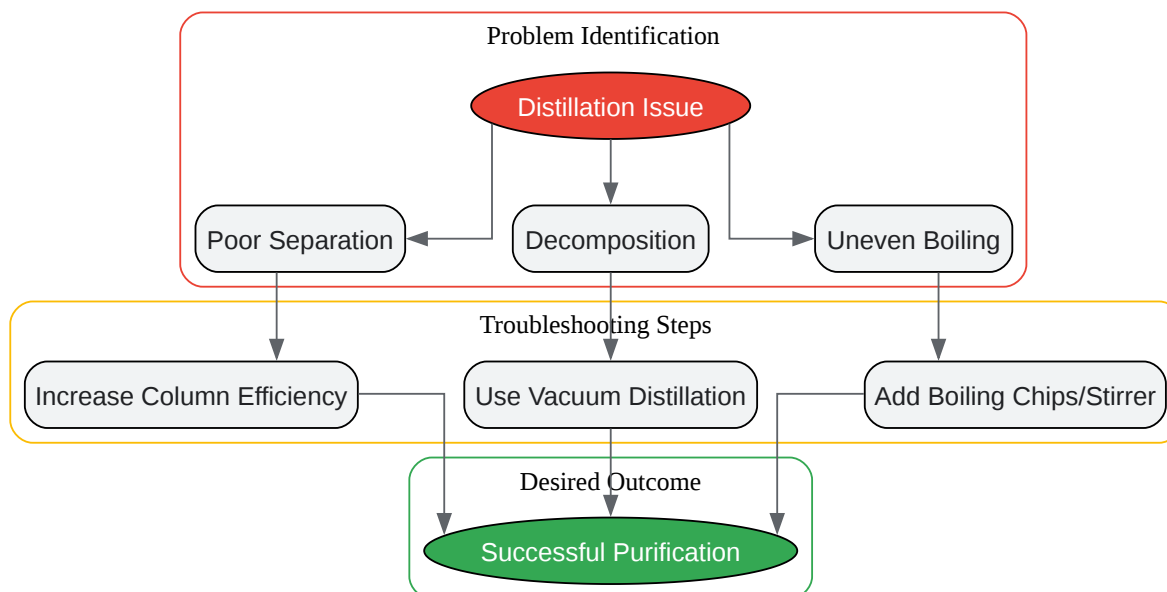 Problem Identification
Distillation Issue
Poor Separation
Decomposition
Uneven Boiling
Troubleshooting Steps
Increase Column Efficiency
Use Vacuum Distillation
Add Boiling Chips/Stirrer
Desired Outcome
Successful Purification